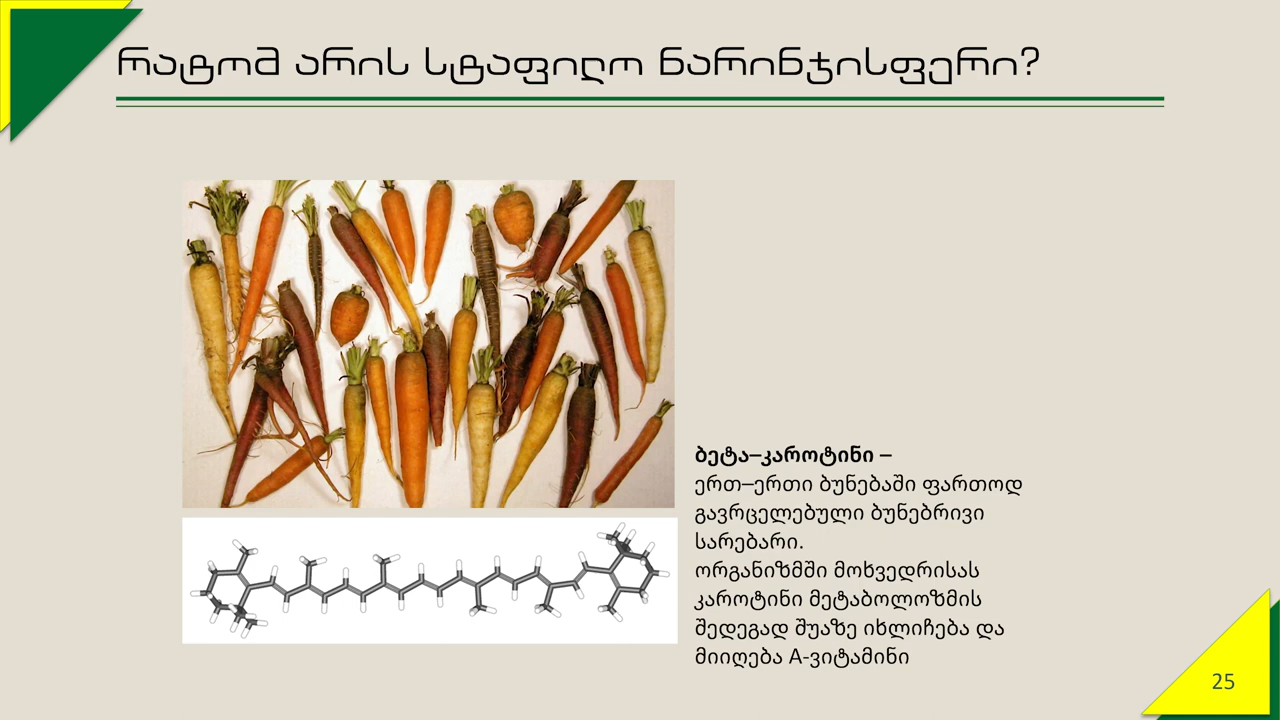 რატომ არის სტაფილო ნარინჯისფერი?
ბეტა–კაროტინი –
ერთ–ერთი ბუნებაში ფართოდ
გავრცელებული ბუნებრივი
სარებარი.
ორგანიზმში მოხვედრისას
კაროტინი მეტაბოლოზმის
შედეგად შუაზე იხლიჩება და
მიიღება A-ვიტამინი
25